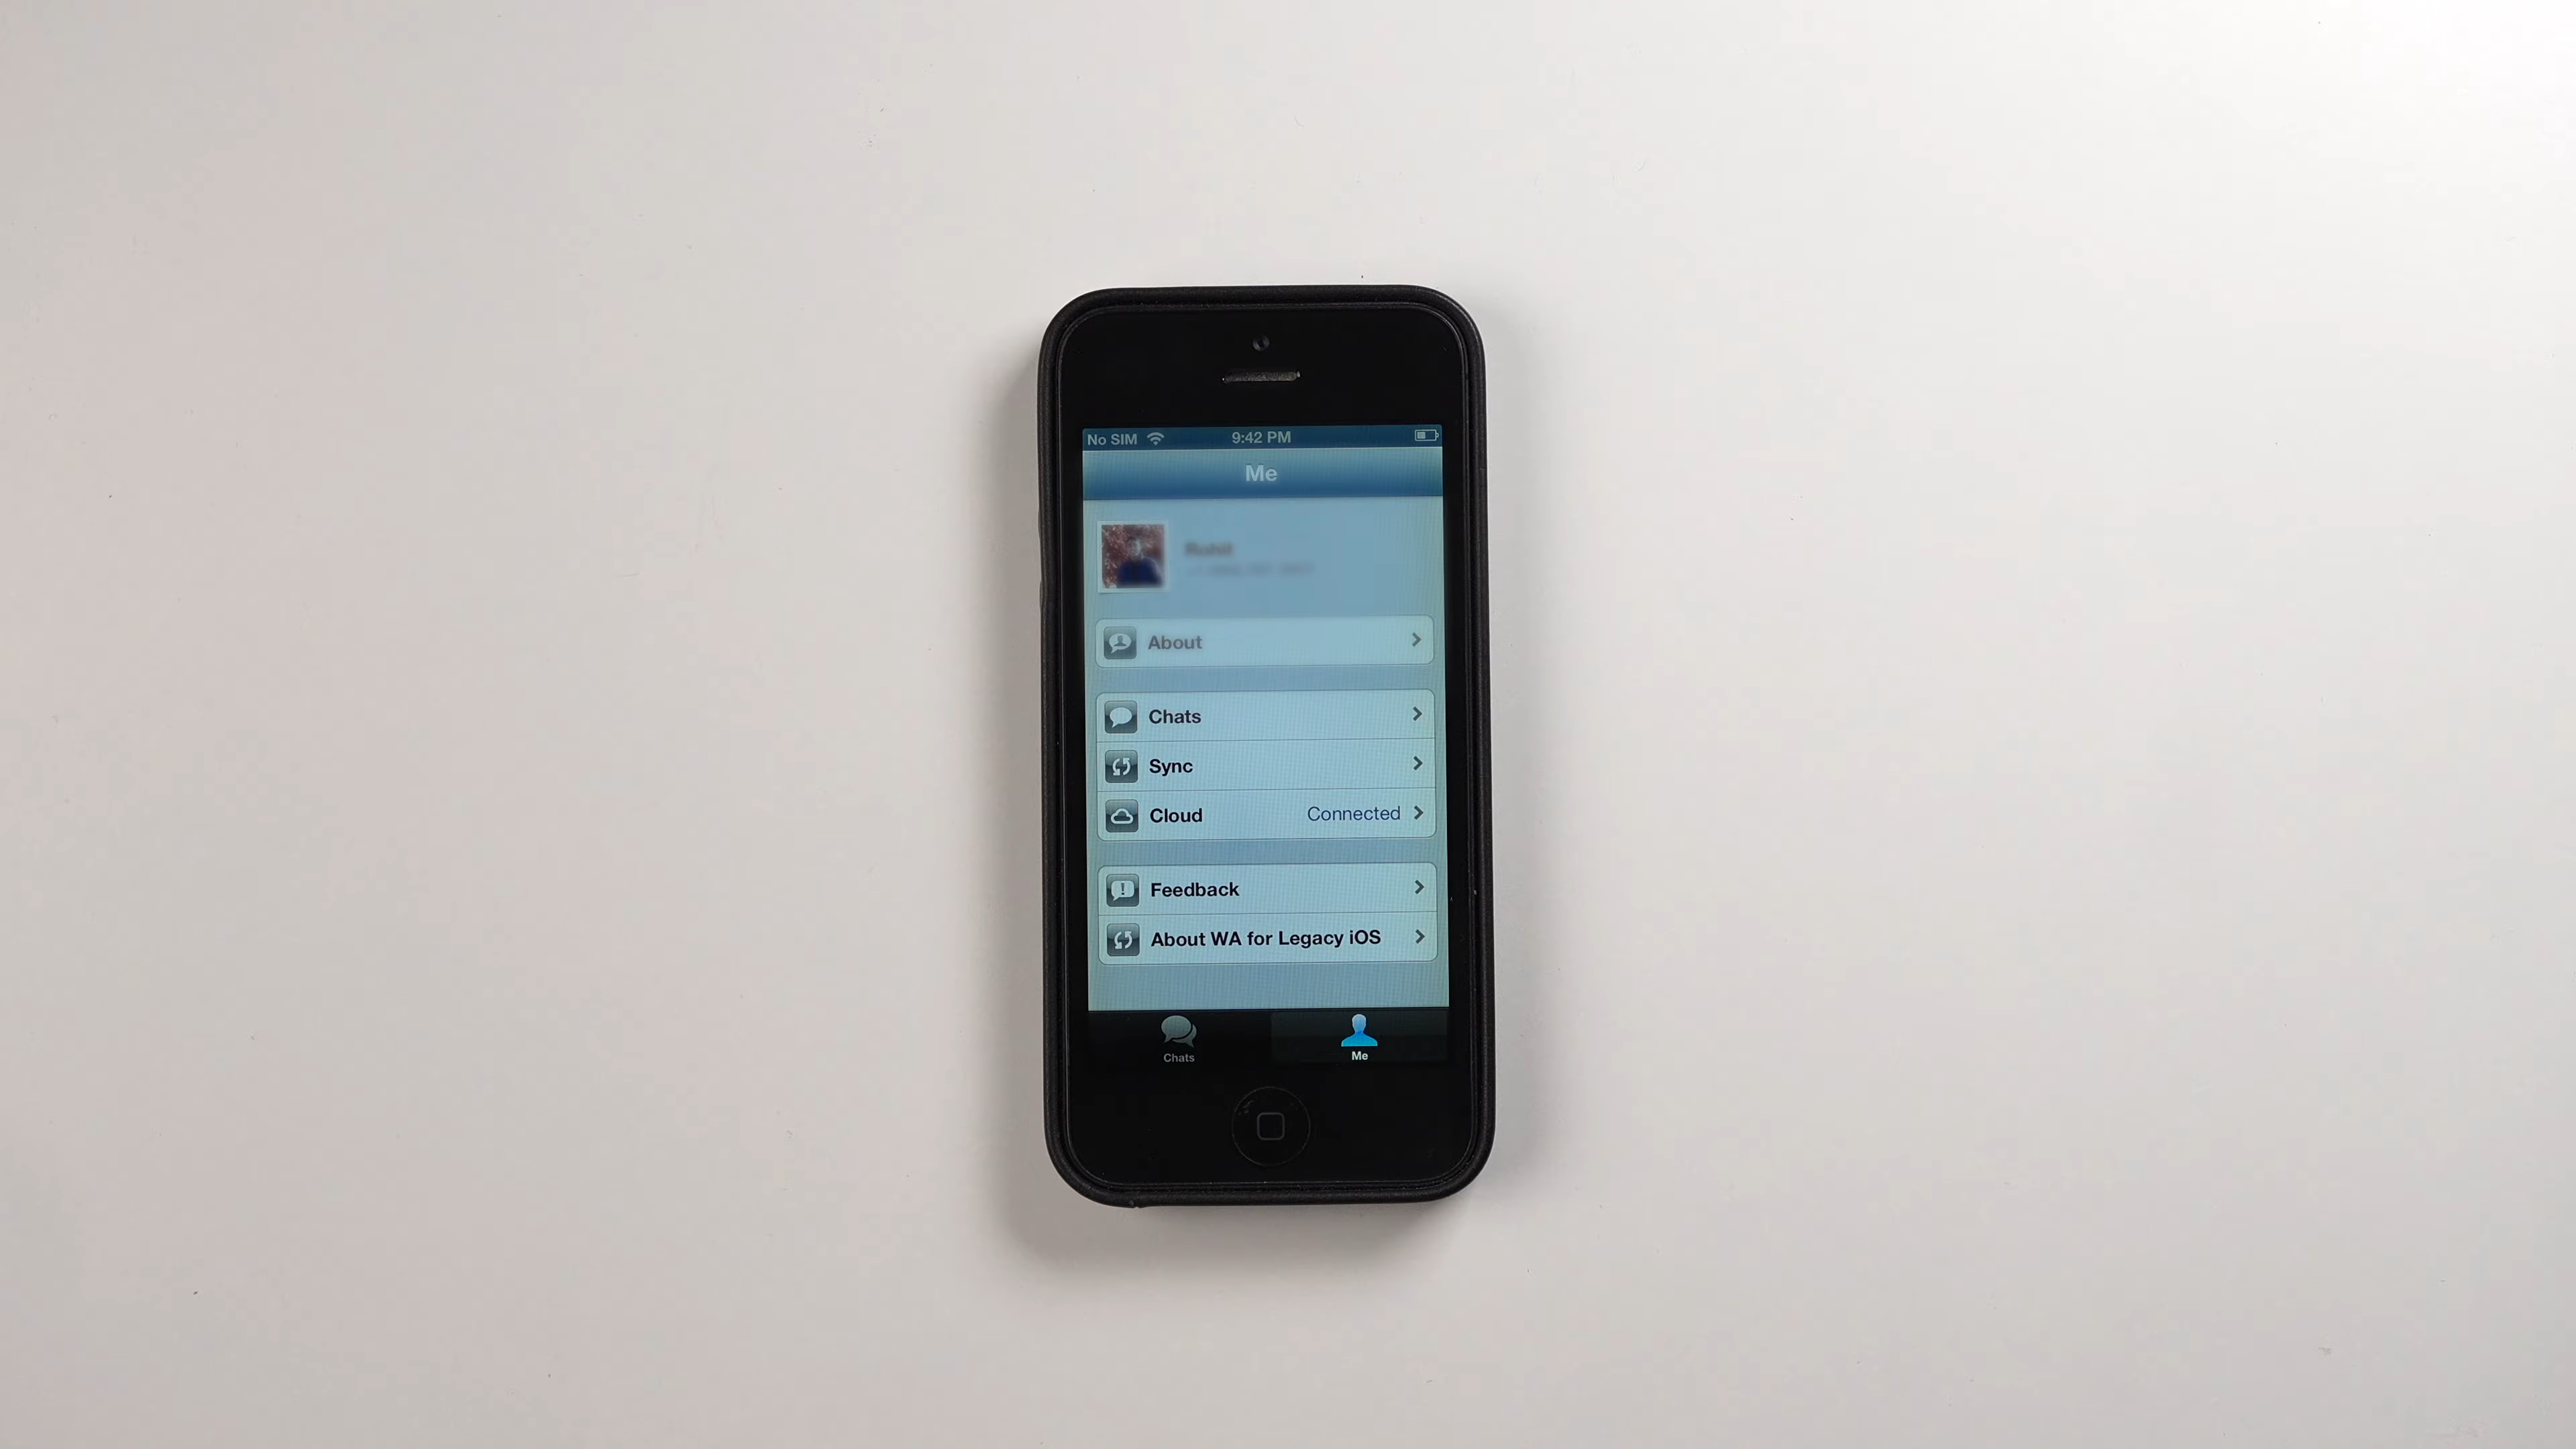 No SIM 9:42 PM
Me
About
Chats
Sync
Cloud Connected
Feedback
About WA for Legacy iOS
Chats Me